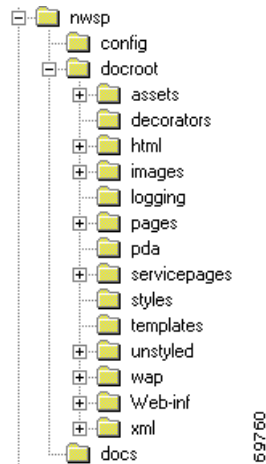 nwsp
config
docroot
assets
decorators
html
images
logging
pages
pda
servicepages
styles
templates
unstyled
wap
Web-inf
xml
docs
69760